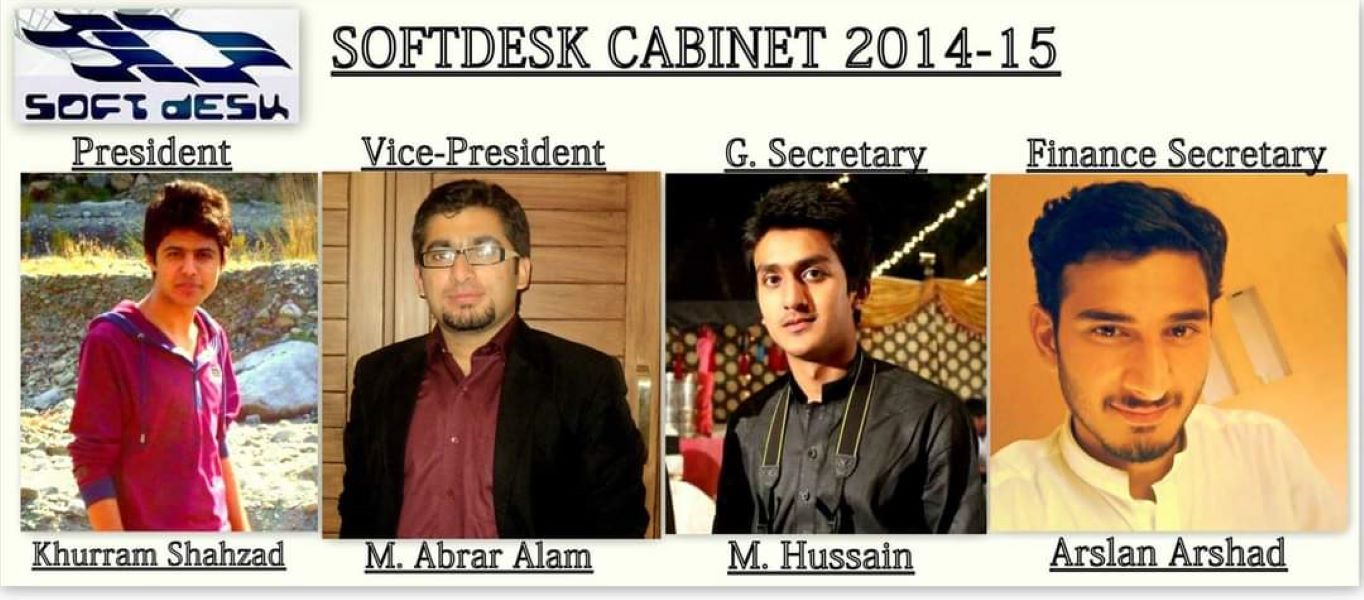 SOFT dESK
SOFTDESK CABINET 2014-15
President
Vice-President
G. Secretary
Finance Secretary
Khurram Shahzad
M. Abrar Alam
M. Hussain
Arslan Arshad